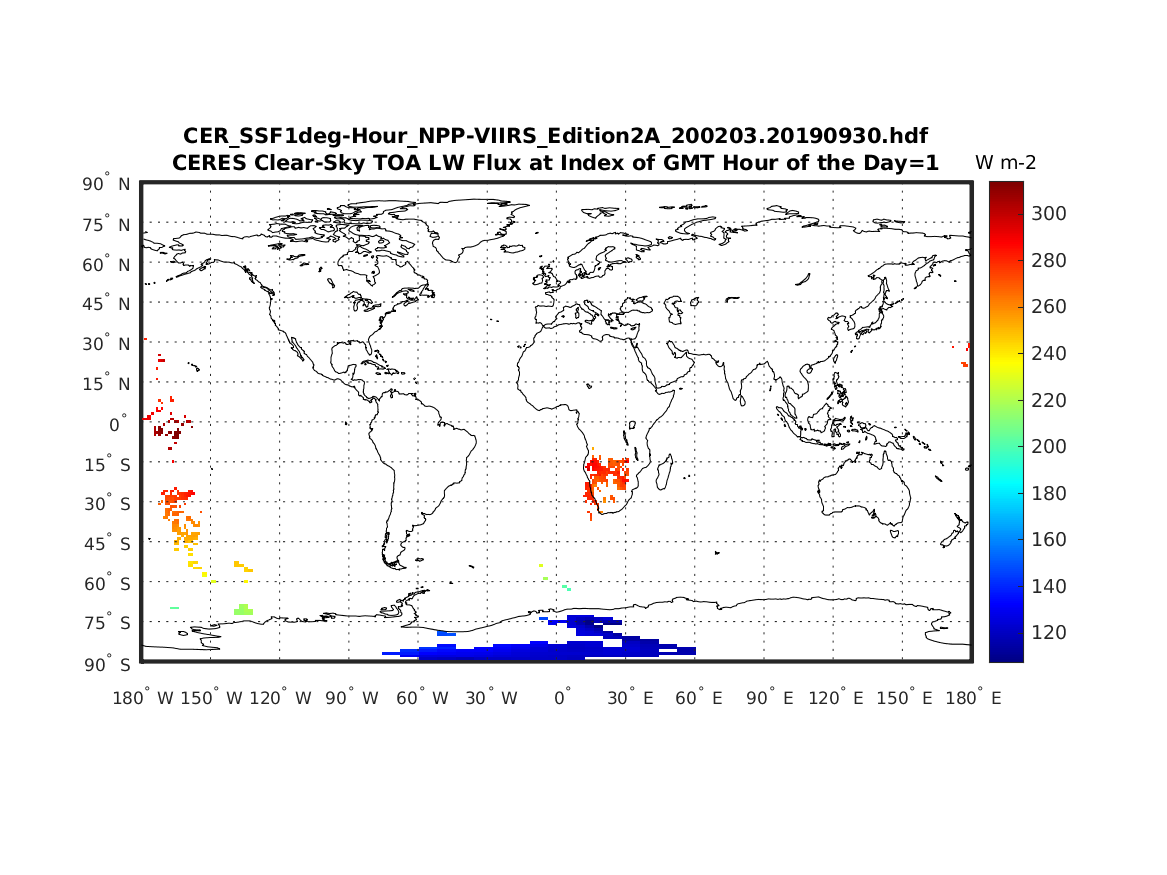 CER_SSF1deg-Hour_NPP-VIIRS_Edition2A_200203.20190930.hdf
CERES Clear-Sky TOA LW Flux at Index of GMT Hour of the Day=1
W m-2
90° N
75° N
60° N
45° N
30° N
15° N
0°
15° S
30° S
45° S
60° S
75° S
90° S
180° W 150° W 120° W 90° W 60° W 30° W 0° 30° E 60° E 90° E 120° E 150° E 180° E
300
280
260
240
220
200
180
160
140
120